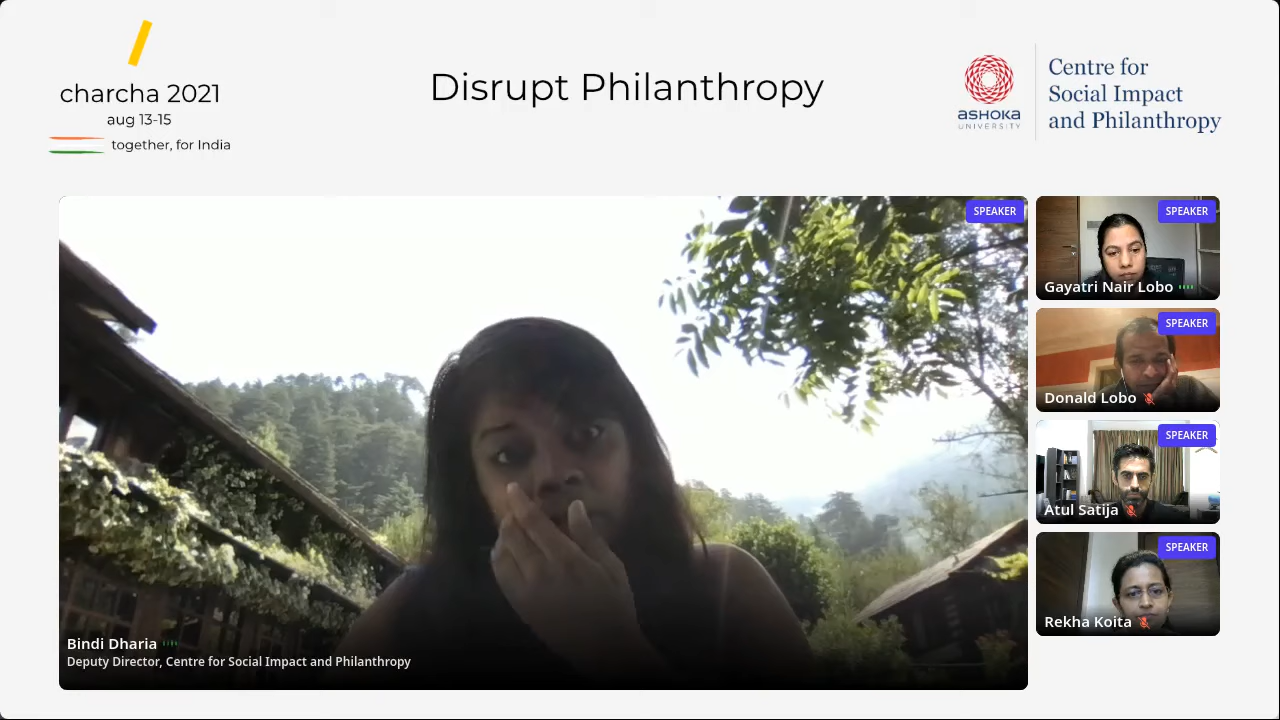 charcha 2021
aug 13-15
together, for India
Disrupt Philanthropy
ASHOKA
UNIVERSITY
Centre for
Social Impact
and Philanthropy
SPEAKER
Bindi Dharia
Deputy Director, Centre for Social Impact and Philanthropy
SPEAKER
Gayatri Nair Lobo
SPEAKER
Donald Lobo
SPEAKER
Atul Satija
SPEAKER
Rekha Koita